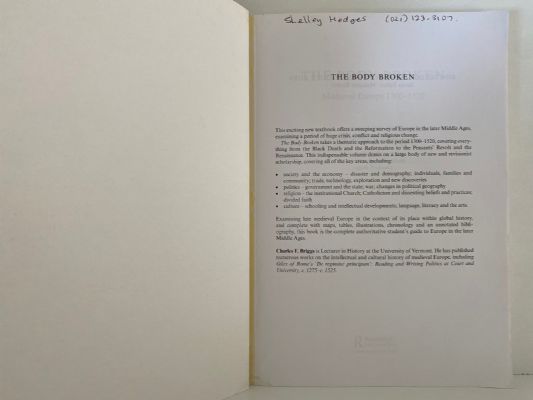 Shelley Hodges (021) 123-3107.
THE BODY BROKEN
This exciting new textbook offers a sweeping survey of Europe in the later Middle Ages,
examining a period of huge crisis, conflict and religious change.
The Body Broken takes a thematic approach to the period 1300–1520, covering every-
thing from the Black Death and the Reformation to the Peasants' Revolt and the
Renaissance. This indispensable volume draws on a large body of new and revisionist
scholarship, covering all of the key areas, including:
• society and the economy – disaster and demography; individuals, families and
community; trade, technology, exploration and new discoveries
• politics – government and the state; war; changes in political geography
• religion – the institutional Church; Catholicism and dissenting beliefs and practices;
divided faith
• culture – schooling and intellectual developments; language, literacy and the arts.
Examining late medieval Europe in the context of its place within global history,
and complete with maps, tables, illustrations, chronology and an annotated bibli-
ography, this book is the complete authoritative student's guide to Europe in the later
Middle Ages.
Charles F. Briggs is Lecturer in History at the University of Vermont. He has published
numerous works on the intellectual and cultural history of medieval Europe, including
Giles of Rome's 'De regimine principum': Reading and Writing Politics at Court and
University, c. 1275–c. 1525.